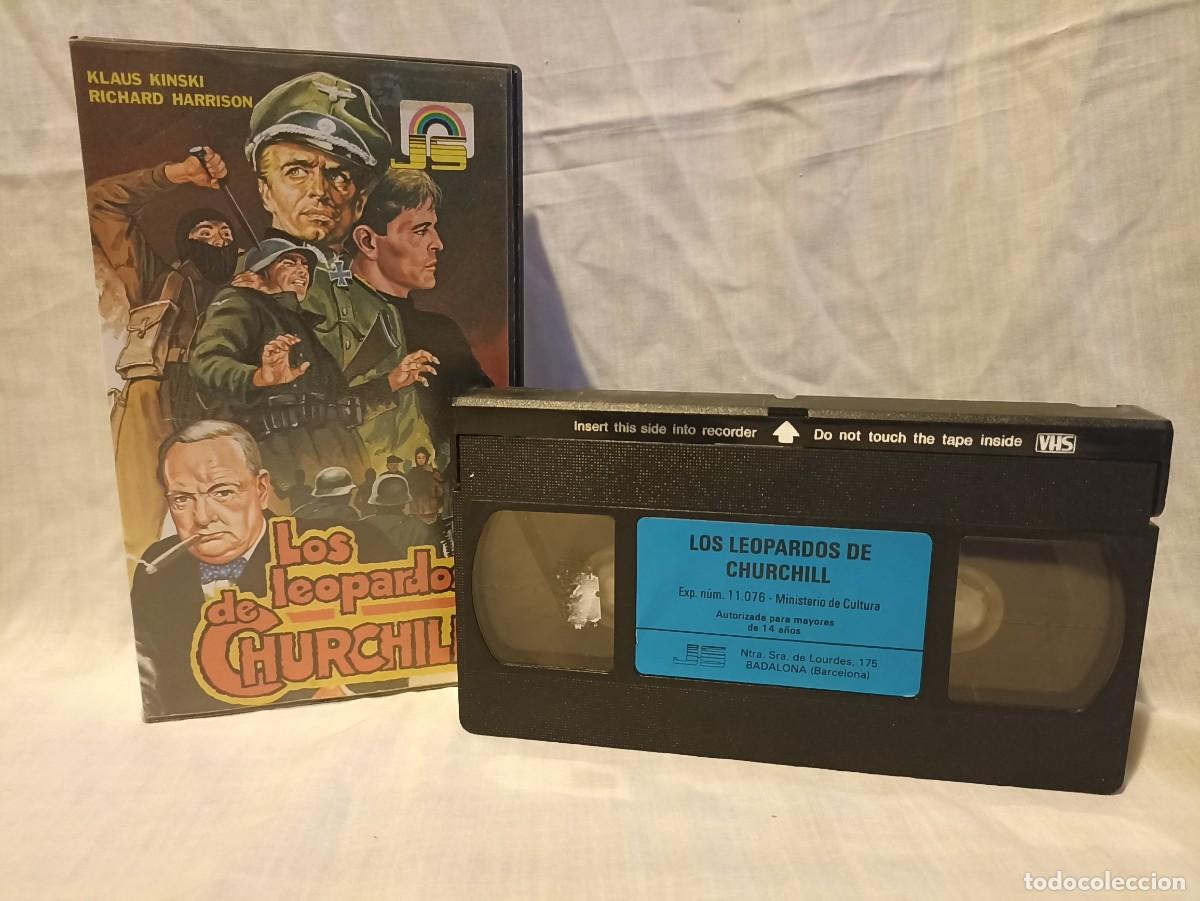 KLAUS KINSKI
RICHARD HARRISON
JS
Los
leopardos
de
CHURCHILL
Insert this side into recorder
Do not touch the tape inside
VHS
LOS LEOPARDOS DE
CHURCHILL
Exp. núm. 11.076 - Ministerio de Cultura
Autorizada para mayores
de 14 años
JS
Ntra. Sra. de Lourdes, 175
BADALONA (Barcelona)
todocoleccion